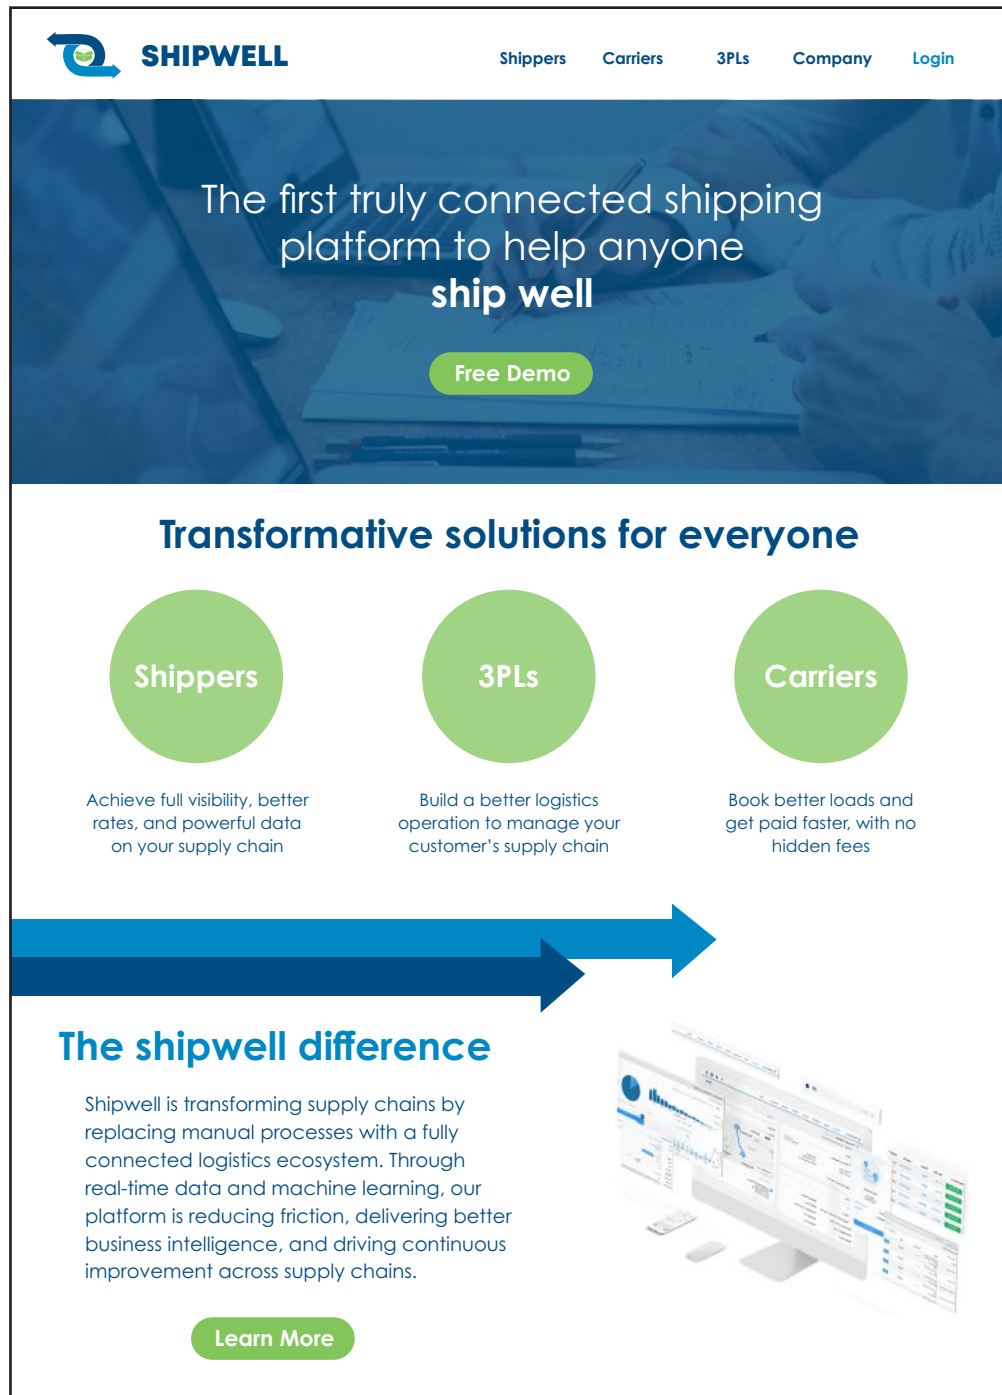 SHIPWELL
Shippers Carriers 3PLs Company Login
The first truly connected shipping
platform to help anyone
ship well
Free Demo
Transformative solutions for everyone
Shippers
3PLs
Carriers
Achieve full visibility, better
rates, and powerful data
on your supply chain
Build a better logistics
operation to manage your
customer’s supply chain
Book better loads and
get paid faster, with no
hidden fees
The shipwell difference
Shipwell is transforming supply chains by
replacing manual processes with a fully
connected logistics ecosystem. Through
real-time data and machine learning, our
platform is reducing friction, delivering better
business intelligence, and driving continuous
improvement across supply chains.
Learn More